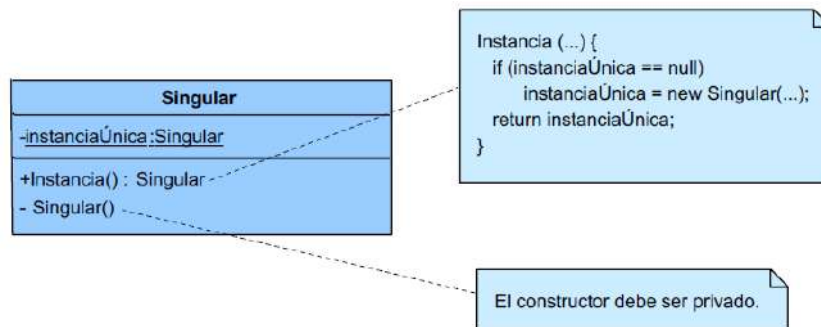 Singular
-instanciaÚnica:Singular
+Instancia() : Singular
- Singular()
Instancia (...) {
if (instanciaÚnica == null)
instanciaÚnica = new Singular(...);
return instanciaÚnica;
}
El constructor debe ser privado.